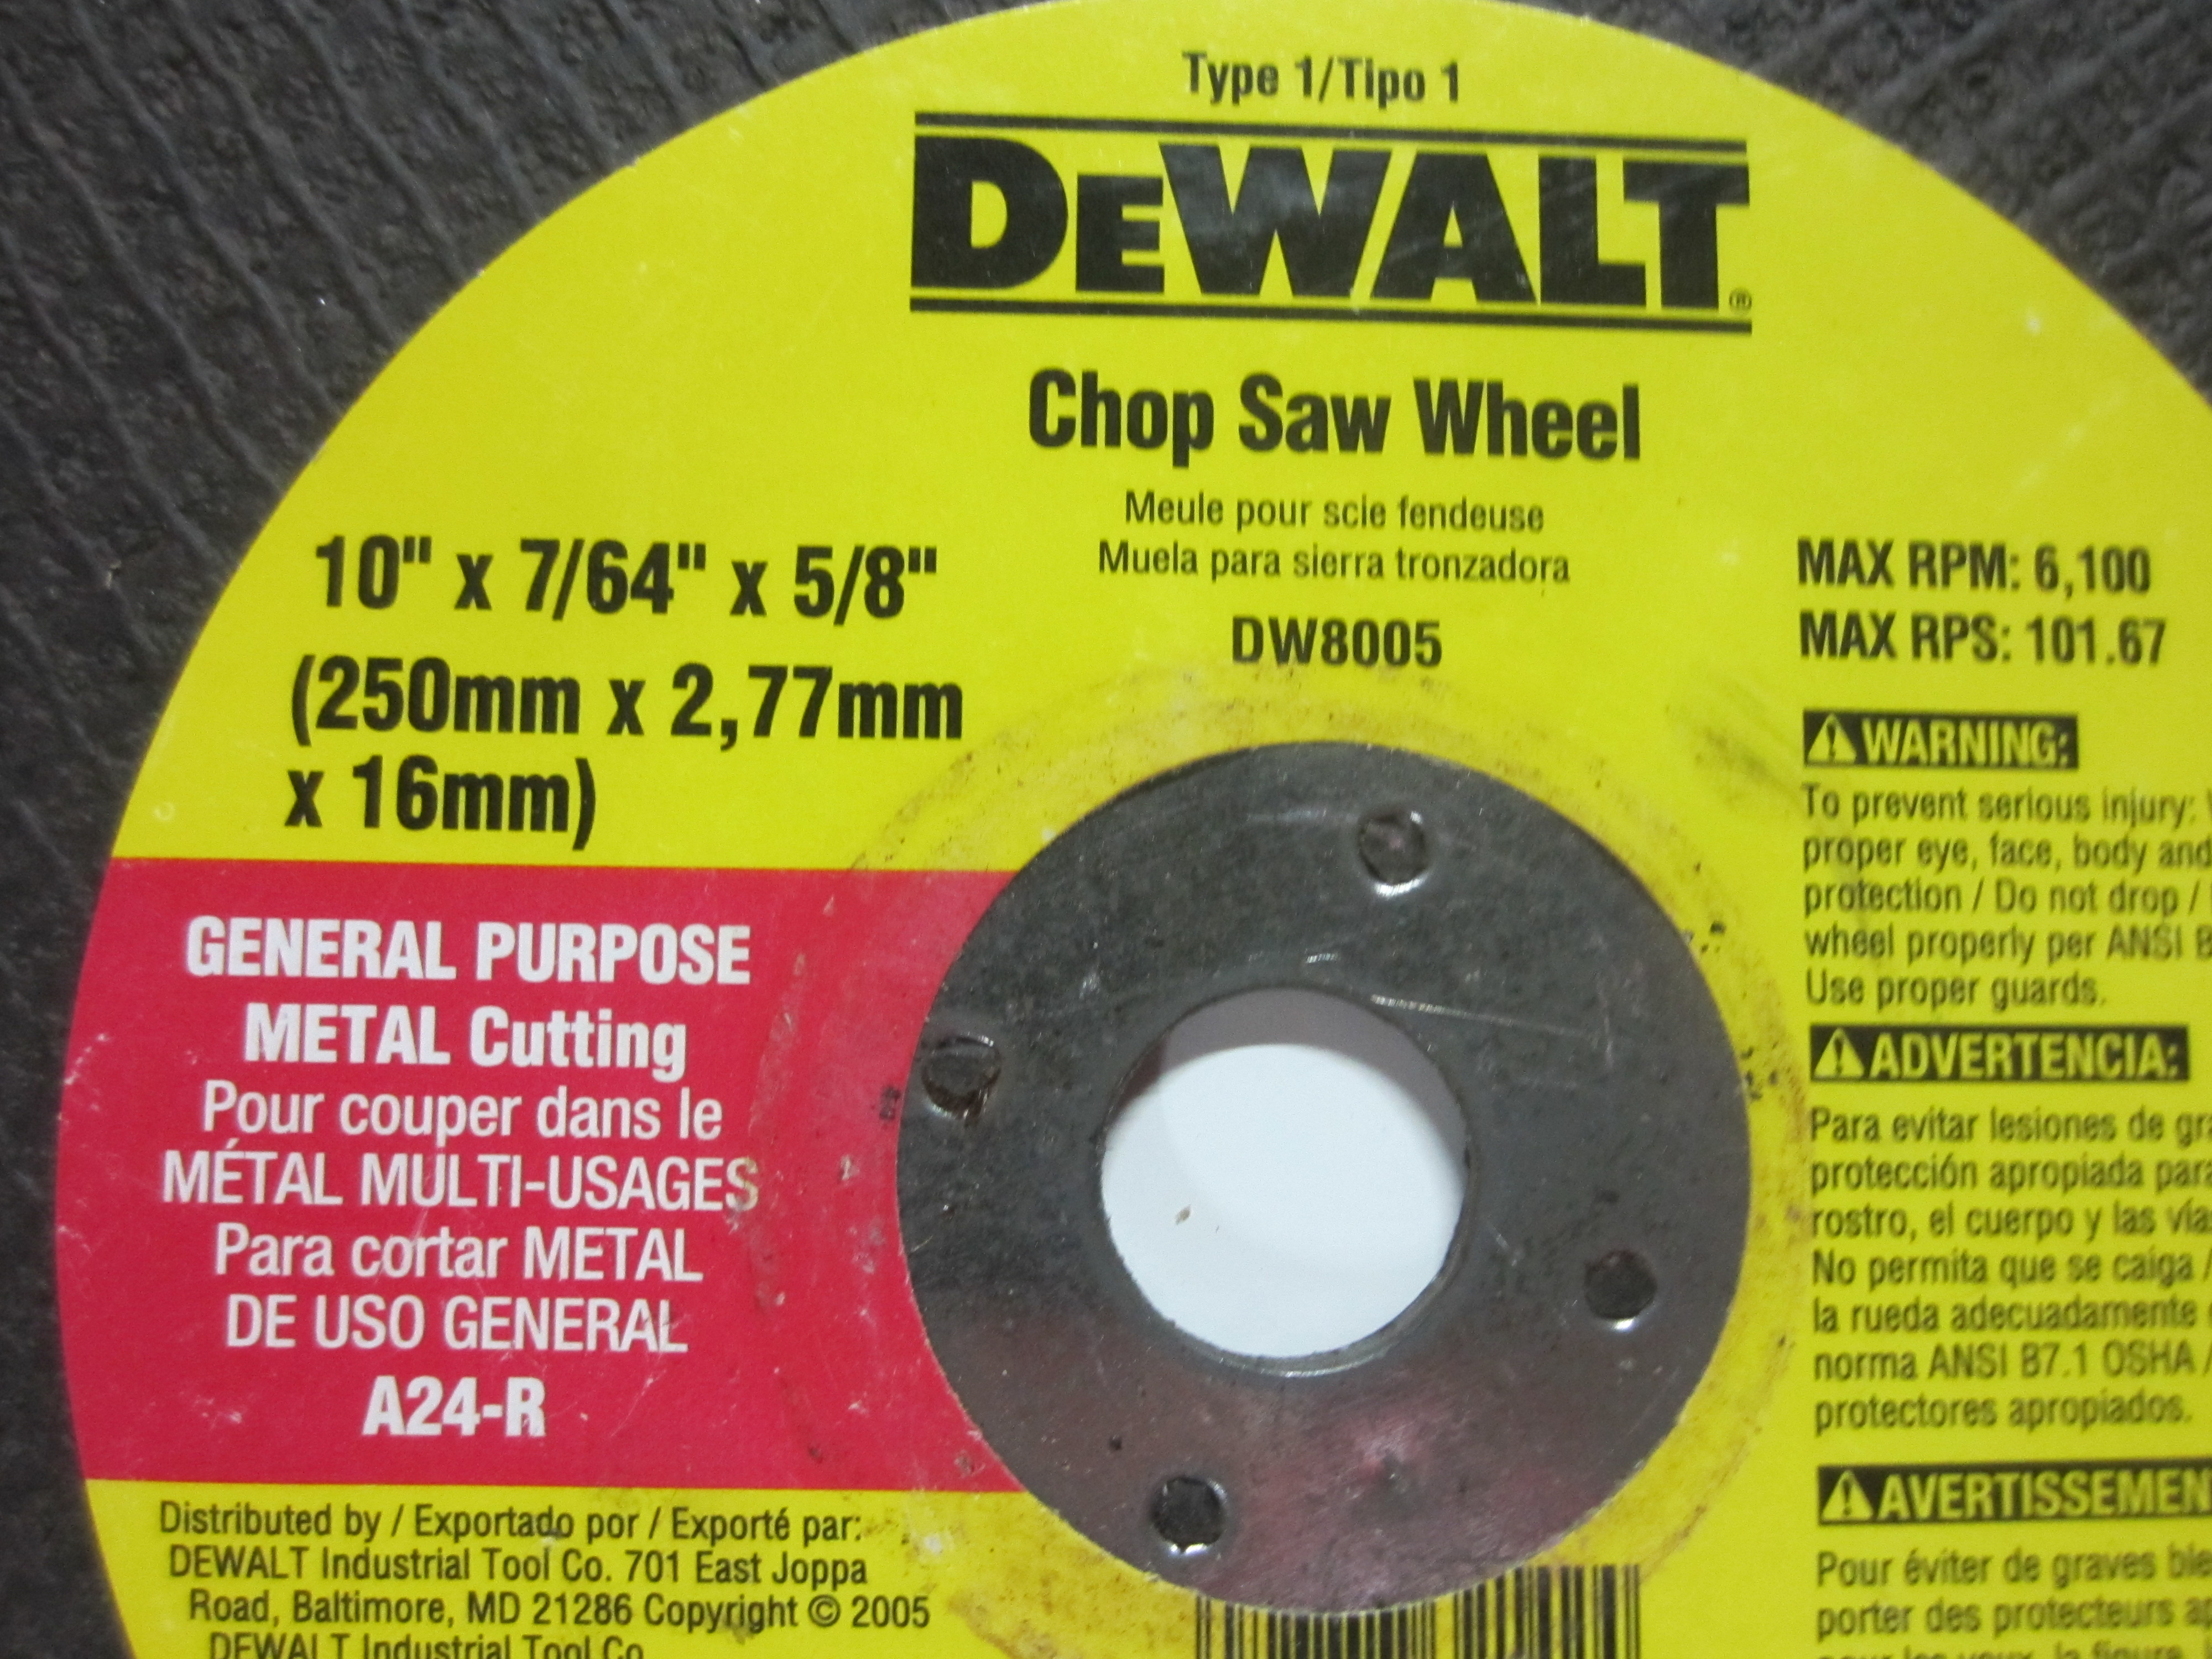 Type 1/Tipo 1
DEWALT®
Chop Saw Wheel
Meule pour scie fendeuse
Muela para sierra tronzadora
DW8005
10" x 7/64" x 5/8"
(250mm x 2,77mm
x 16mm)
GENERAL PURPOSE
METAL Cutting
Pour couper dans le
MÉTAL MULTI-USAGES
Para cortar METAL
DE USO GENERAL
A24-R
Distributed by / Exportado por / Exporté par:
DEWALT Industrial Tool Co. 701 East Joppa
Road, Baltimore, MD 21286 Copyright © 2005
DEWALT Industrial Tool Co
MAX RPM: 6,100
MAX RPS: 101.67
WARNING:
To prevent serious injury:
proper eye, face, body and
protection / Do not drop /
wheel properly per ANSI
Use proper guards.
ADVERTENCIA:
Para evitar lesiones de
protección apropiada para
rostro, el cuerpo y las
No permita que se caiga /
la rueda adecuadamente
norma ANSI B7.1 OSHA /
protectores apropiados.
AVERTISSEMEN
Pour éviter de graves
porter des protecteurs